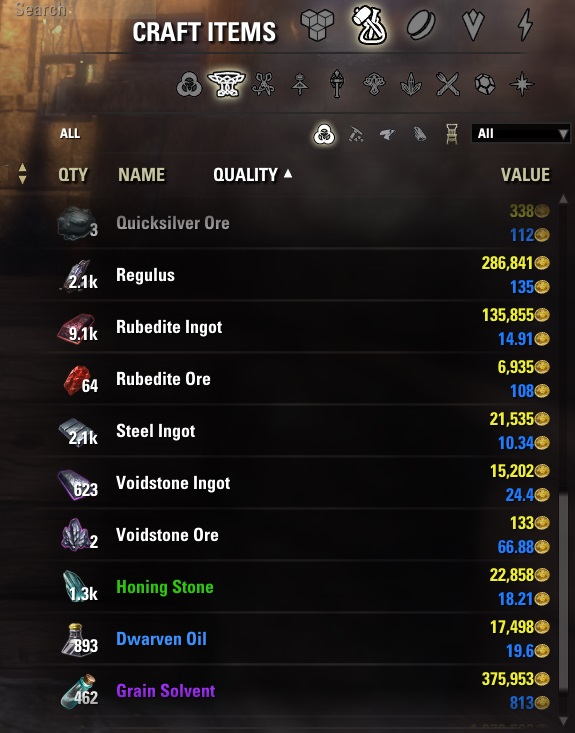 Search
CRAFT ITEMS
ALL
All
QTY NAME QUALITY VALUE
3 Quicksilver Ore 338
112
2.1k Regulus 286,841
135
9.1k Rubedite Ingot 135,855
14.91
64 Rubedite Ore 6,935
108
2.1k Steel Ingot 21,535
10.34
623 Voidstone Ingot 15,202
24.4
2 Voidstone Ore 133
66.88
1.3k Honing Stone 22,858
18.21
893 Dwarven Oil 17,498
19.6
462 Grain Solvent 375,953
813